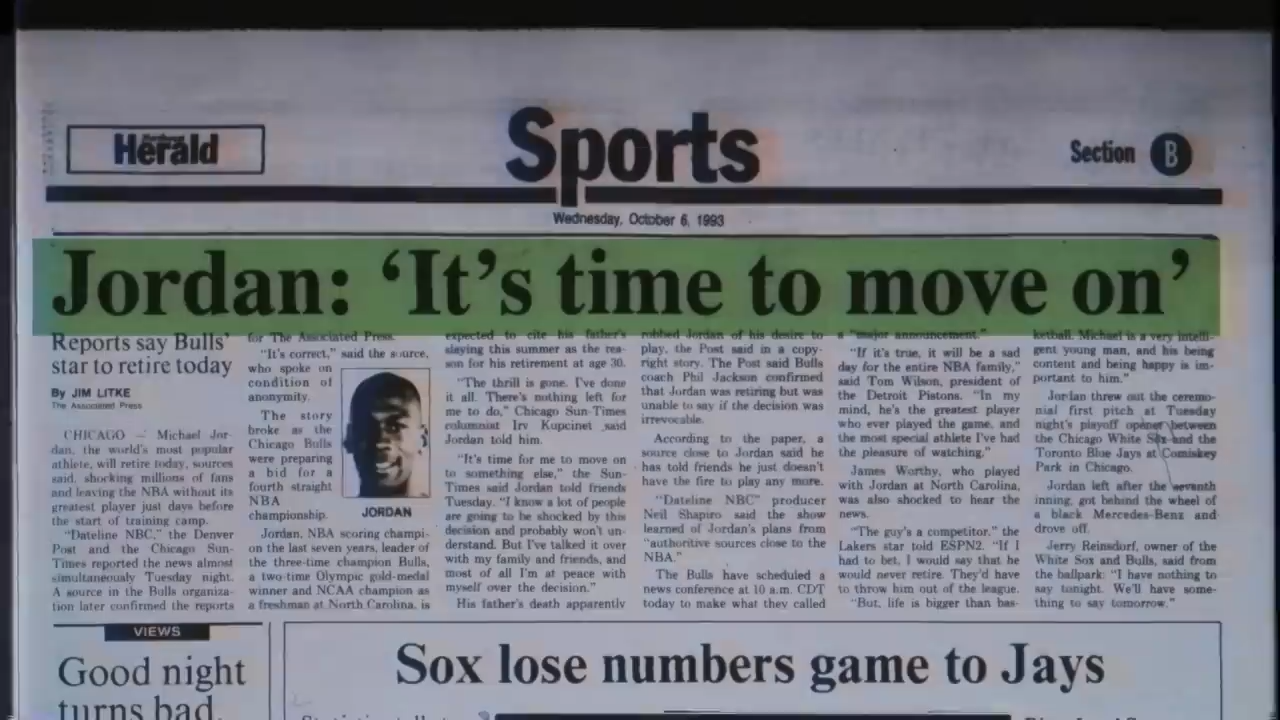 Herald
Sports
Section B
Wednesday, October 6, 1993
Jordan: ‘It's time to move on’
Reports say Bulls'
star to retire today
By JIM LITKE
The Associated Press
CHICAGO — Michael Jor-
dan, the world's most popular
athlete, will retire today, sources
said, shocking millions of fans
and leaving the NBA without its
greatest player just days before
the start of training camp.
"Dateline NBC," the Denver
Post and the Chicago Sun-
Times reported the news almost
simultaneously Tuesday night.
A source in the Bulls organiza-
tion later confirmed the reports
for The Associated Press.
"It's correct," said the source,
who spoke on
condition of
anonymity.
The story
broke as the
Chicago Bulls
were preparing
a bid for a
fourth straight
NBA
championship.
JORDAN
Jordan, NBA scoring champi-
on the last seven years, leader of
the three-time champion Bulls,
a two-time Olympic gold-medal
winner and NCAA champion as
a freshman at North Carolina, is
expected to cite his father's
slaying this summer as the rea-
son for his retirement at age 30.
"The thrill is gone. I've done
it all. There's nothing left for
me to do," Chicago Sun-Times
columnist Irv Kupcinet said
Jordan told him.
"It's time for me to move on
to something else," the Sun-
Times said Jordan told friends
Tuesday. "I know a lot of people
are going to be shocked by this
decision and probably won't un-
derstand. But I've talked it over
with my family and friends, and
most of all I'm at peace with
myself over the decision."
His father's death apparently
robbed Jordan of his desire to
play, the Post said in a copy-
right story. The Post said Bulls
coach Phil Jackson confirmed
that Jordan was retiring but was
unable to say if the decision was
irrevocable.
According to the paper, a
source close to Jordan said he
has told friends he just doesn't
have the fire to play any more.
"Dateline NBC" producer
Neil Shapiro said the show
learned of Jordan's plans from
"authoritive sources close to the
NBA."
The Bulls have scheduled a
news conference at 10 a.m. CDT
today to make what they called
a "major announcement."
"If it's true, it will be a sad
day for the entire NBA family,"
said Tom Wilson, president of
the Detroit Pistons. "In my
mind, he's the greatest player
who ever played the game, and
the most special athlete I've had
the pleasure of watching."
James Worthy, who played
with Jordan at North Carolina,
was also shocked to hear the
news.
"The guy's a competitor," the
Lakers star told ESPN2. "If I
had to bet, I would say that he
would never retire. They'd have
to throw him out of the league.
"But, life is bigger than bas-
ketball. Michael is a very intelli-
gent young man, and his being
content and being happy is im-
portant to him."
Jordan threw out the ceremo-
nial first pitch at Tuesday
night's playoff opener between
the Chicago White Sox and the
Toronto Blue Jays at Comiskey
Park in Chicago.
Jordan left after the seventh
inning, got behind the wheel of
a black Mercedes-Benz and
drove off.
Jerry Reinsdorf, owner of the
White Sox and Bulls, said from
the ballpark: "I have nothing to
say tonight. We'll have some-
thing to say tomorrow."
VIEWS
Good night
turns bad
Sox lose numbers game to Jays